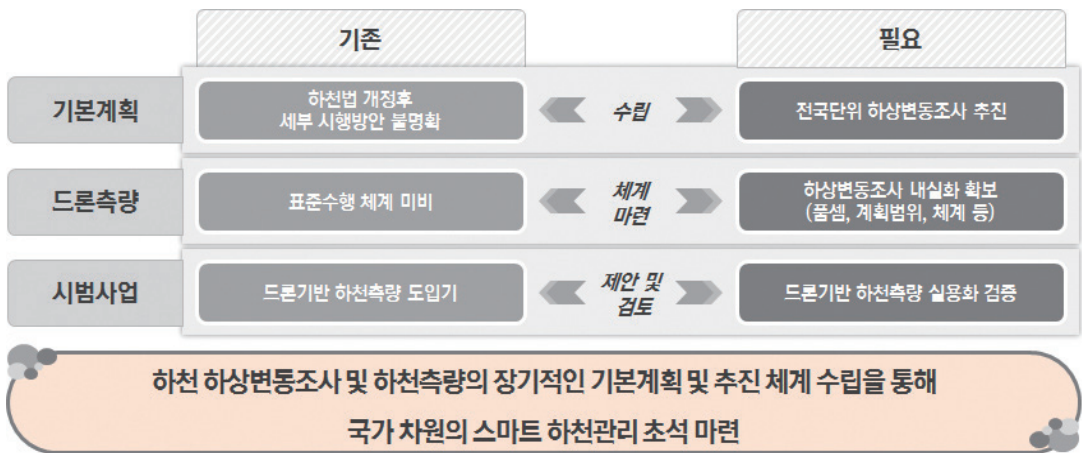 기존
필요
기본계획
하천법 개정후
세부 시행방안 불명확
수립
전국단위 하상변동조사 추진
드론측량
표준수행 체계 미비
체계
마련
하상변동조사 내실화 확보
(품셈, 계획범위, 체계 등)
시범사업
드론기반 하천측량 도입기
제안 및
검토
드론기반 하천측량 실용화 검증
하천 하상변동조사 및 하천측량의 장기적인 기본계획 및 추진 체계 수립을 통해
국가 차원의 스마트 하천관리 초석 마련